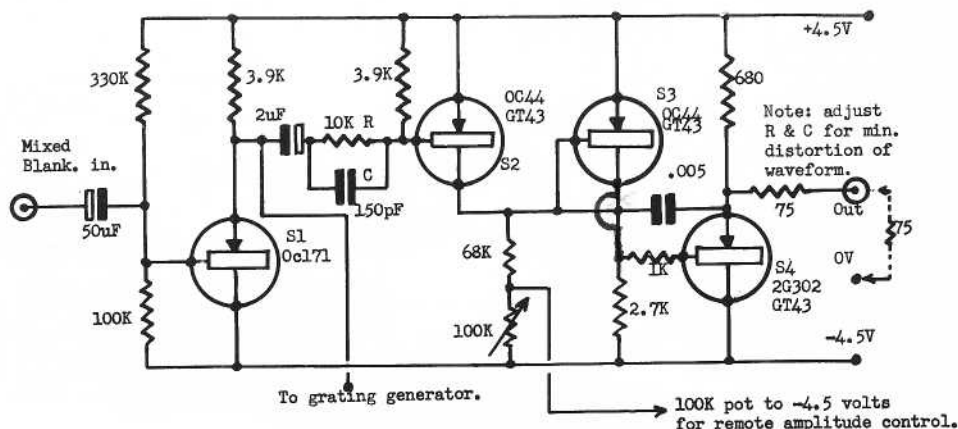 +4.5V
330K
3.9K
3.9K
680
2uF
10K R
OC44
GT43
S2
S3
OC44
GT43
Note: adjust
R & C for min.
distortion of
waveform.
Mixed
Blank. in.
C
150pF
.005
75
Out
50uF
S1
Oc171
68K
1K
S4
2G302
GT43
75
0V
100K
100K
2.7K
-4.5V
To grating generator.
100K pot to -4.5 volts
for remote amplitude control.